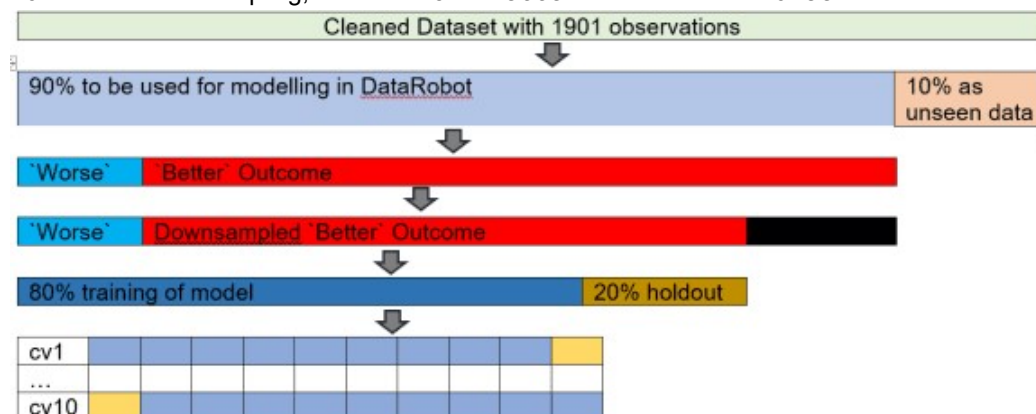 Cleaned Dataset with 1901 observations
90% to be used for modelling in DataRobot
10% as
unseen data
`Worse`
`Better` Outcome
`Worse`
Downsampled `Better` Outcome
80% training of model
20% holdout
cv1
...
cv10